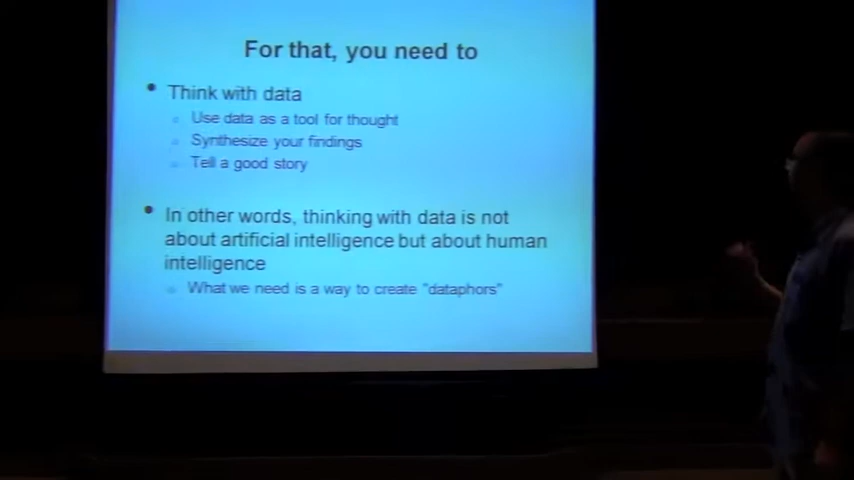 For that, you need to
Think with data
Use data as a tool for thought
Synthesize your findings
Tell a good story
In other words, thinking with data is not
about artificial intelligence but about human
intelligence
What we need is a way to create "dataphors"